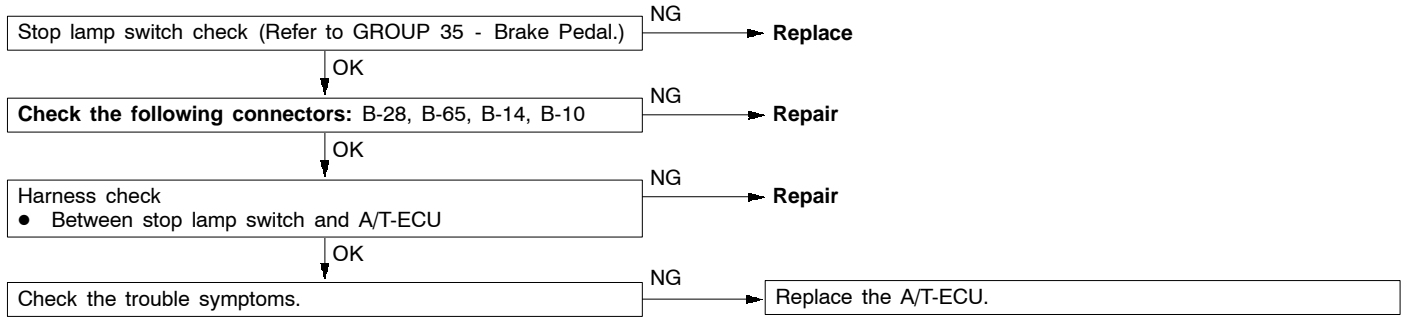 Stop lamp switch check (Refer to GROUP 35 - Brake Pedal.)
NG
Replace
OK
Check the following connectors: B-28, B-65, B-14, B-10
NG
Repair
OK
Harness check
● Between stop lamp switch and A/T-ECU
NG
Repair
OK
Check the trouble symptoms.
NG
Replace the A/T-ECU.